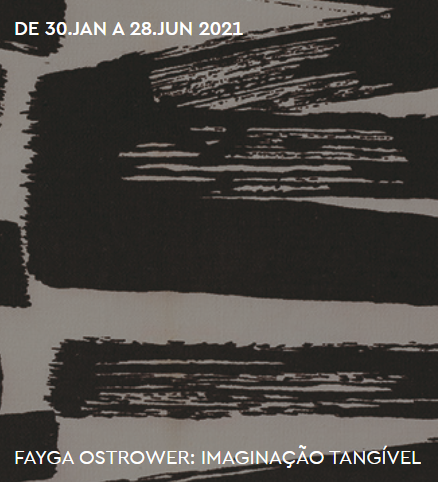 DE 30.JAN A 28.JUN 2021
FAYGA OSTROWER: IMAGINAÇÃO TANGÍVEL